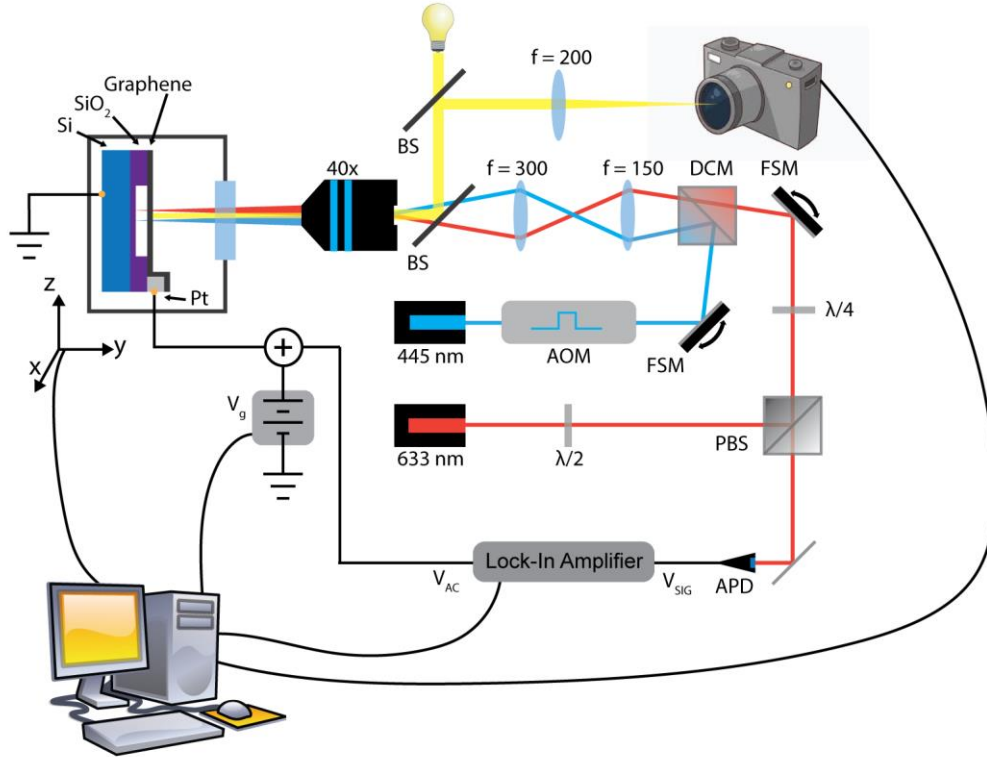 Graphene
SiO2
Si
40x
BS
f = 200
BS
f = 300
f = 150
DCM
FSM
Pt
z
y
x
445 nm
AOM
FSM
λ/4
Vg
633 nm
λ/2
PBS
Lock-In Amplifier
VAC
VSIG
APD